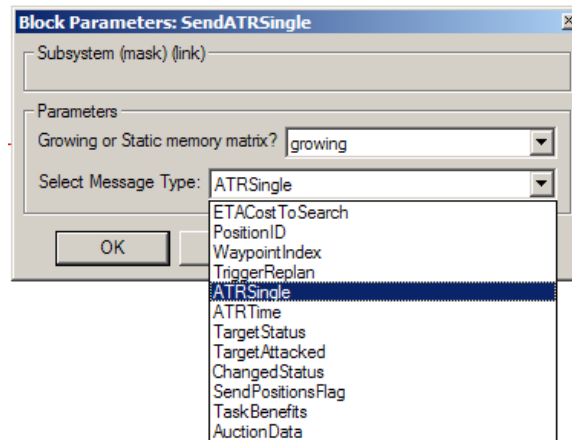 Block Parameters: SendATRSingle
Subsystem (mask) (link)
Parameters
Growing or Static memory matrix? growing
Select Message Type: ATRSingle
ETACostToSearch
PositionID
WaypointIndex
TriggerReplan
OK
ATRSingle
ATRTime
TargetStatus
TargetAttacked
ChangedStatus
SendPositionsFlag
TaskBenefits
AuctionData